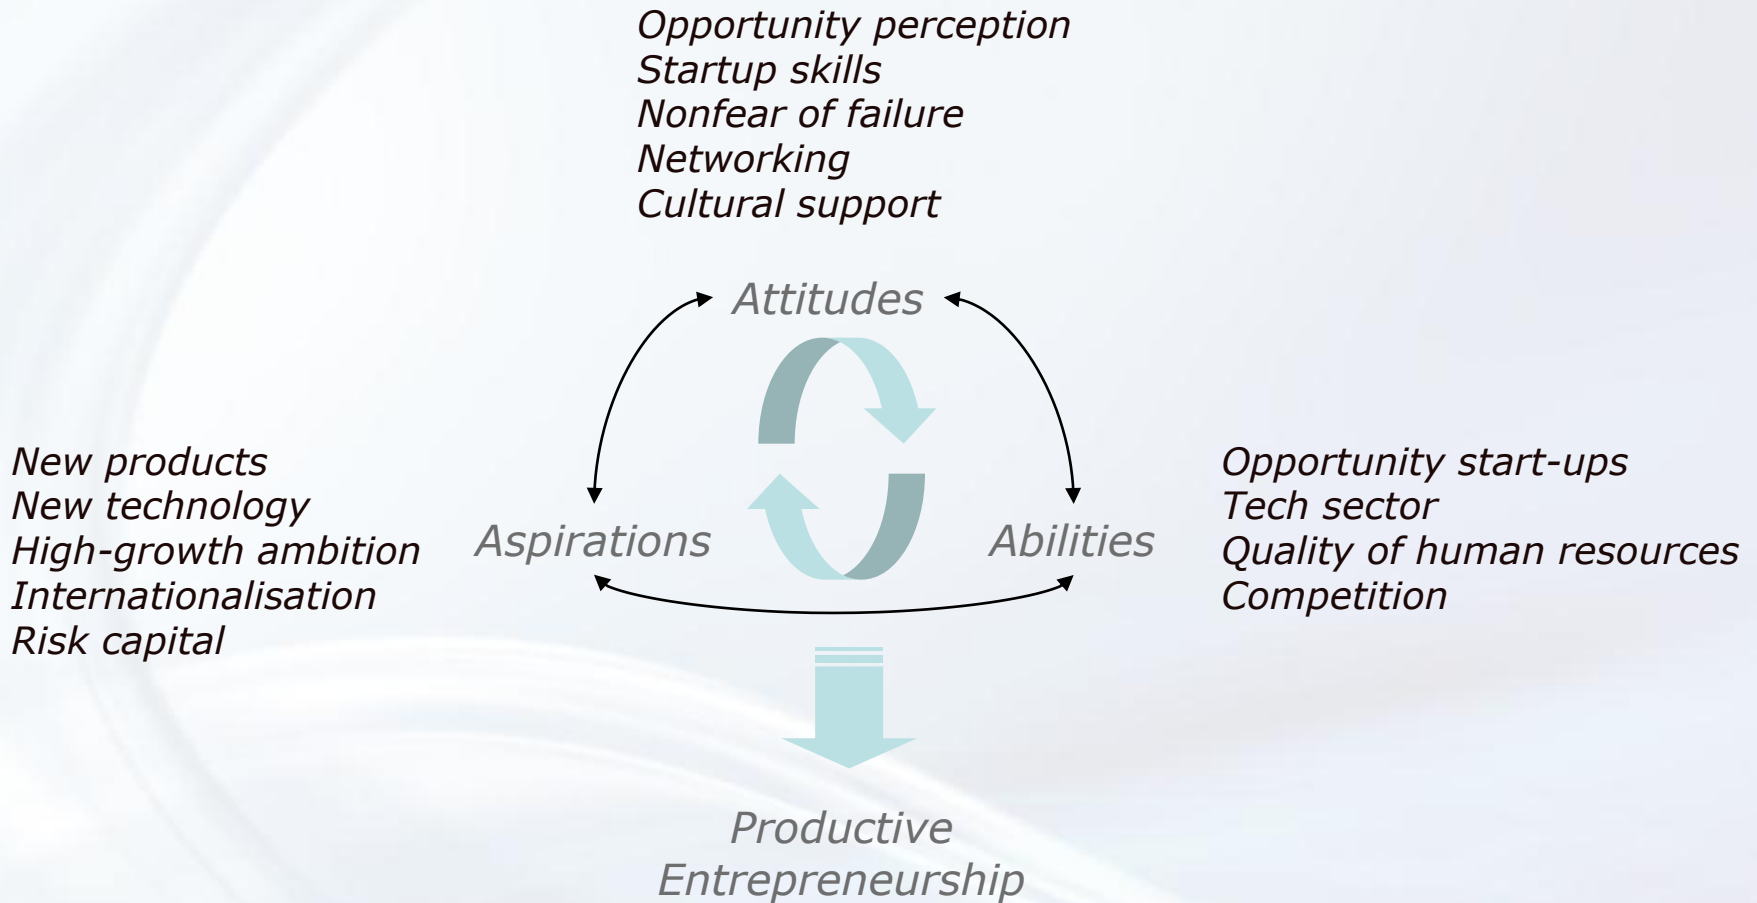 Opportunity perception
Startup skills
Nonfear of failure
Networking
Cultural support
Attitudes
New products
New technology
High-growth ambition
Internationalisation
Risk capital
Aspirations
Abilities
Opportunity start-ups
Tech sector
Quality of human resources
Competition
Productive
Entrepreneurship